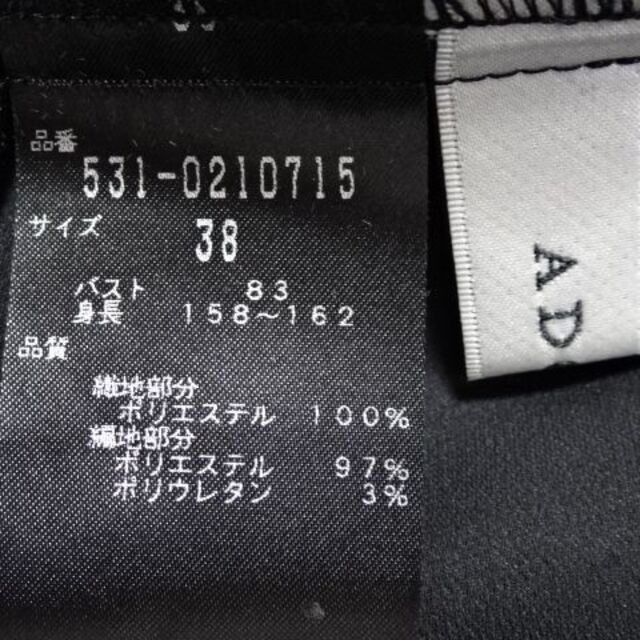 品番
531-0210715
サイズ
38
バスト 83
身長 158～162
品質
織地部分
ポリエステル 100%
編地部分
ポリエステル 97%
ポリウレタン 3%
AD